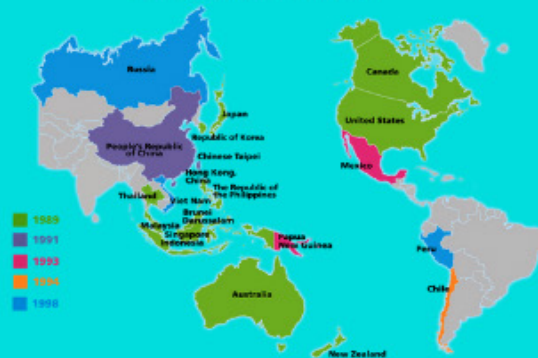 Russia
Canada
Japan
United States
Republic of Korea
People's Republic
of China
Chinese Taipei
Mexico
Hong Kong,
China
The Republic of
the Philippines
Thailand
Viet Nam
Brunei
Darussalam
Malaysia
Singapore
Indonesia
Papua
New Guinea
Peru
Chile
Australia
New Zealand
1989
1991
1993
1994
1998